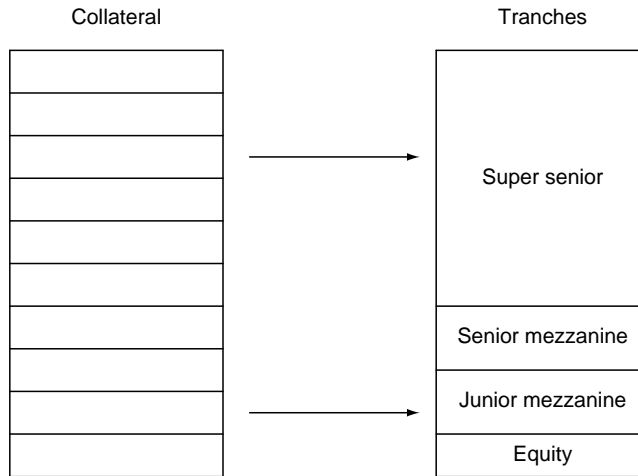 Collateral
Tranches
Super senior
Senior mezzanine
Junior mezzanine
Equity